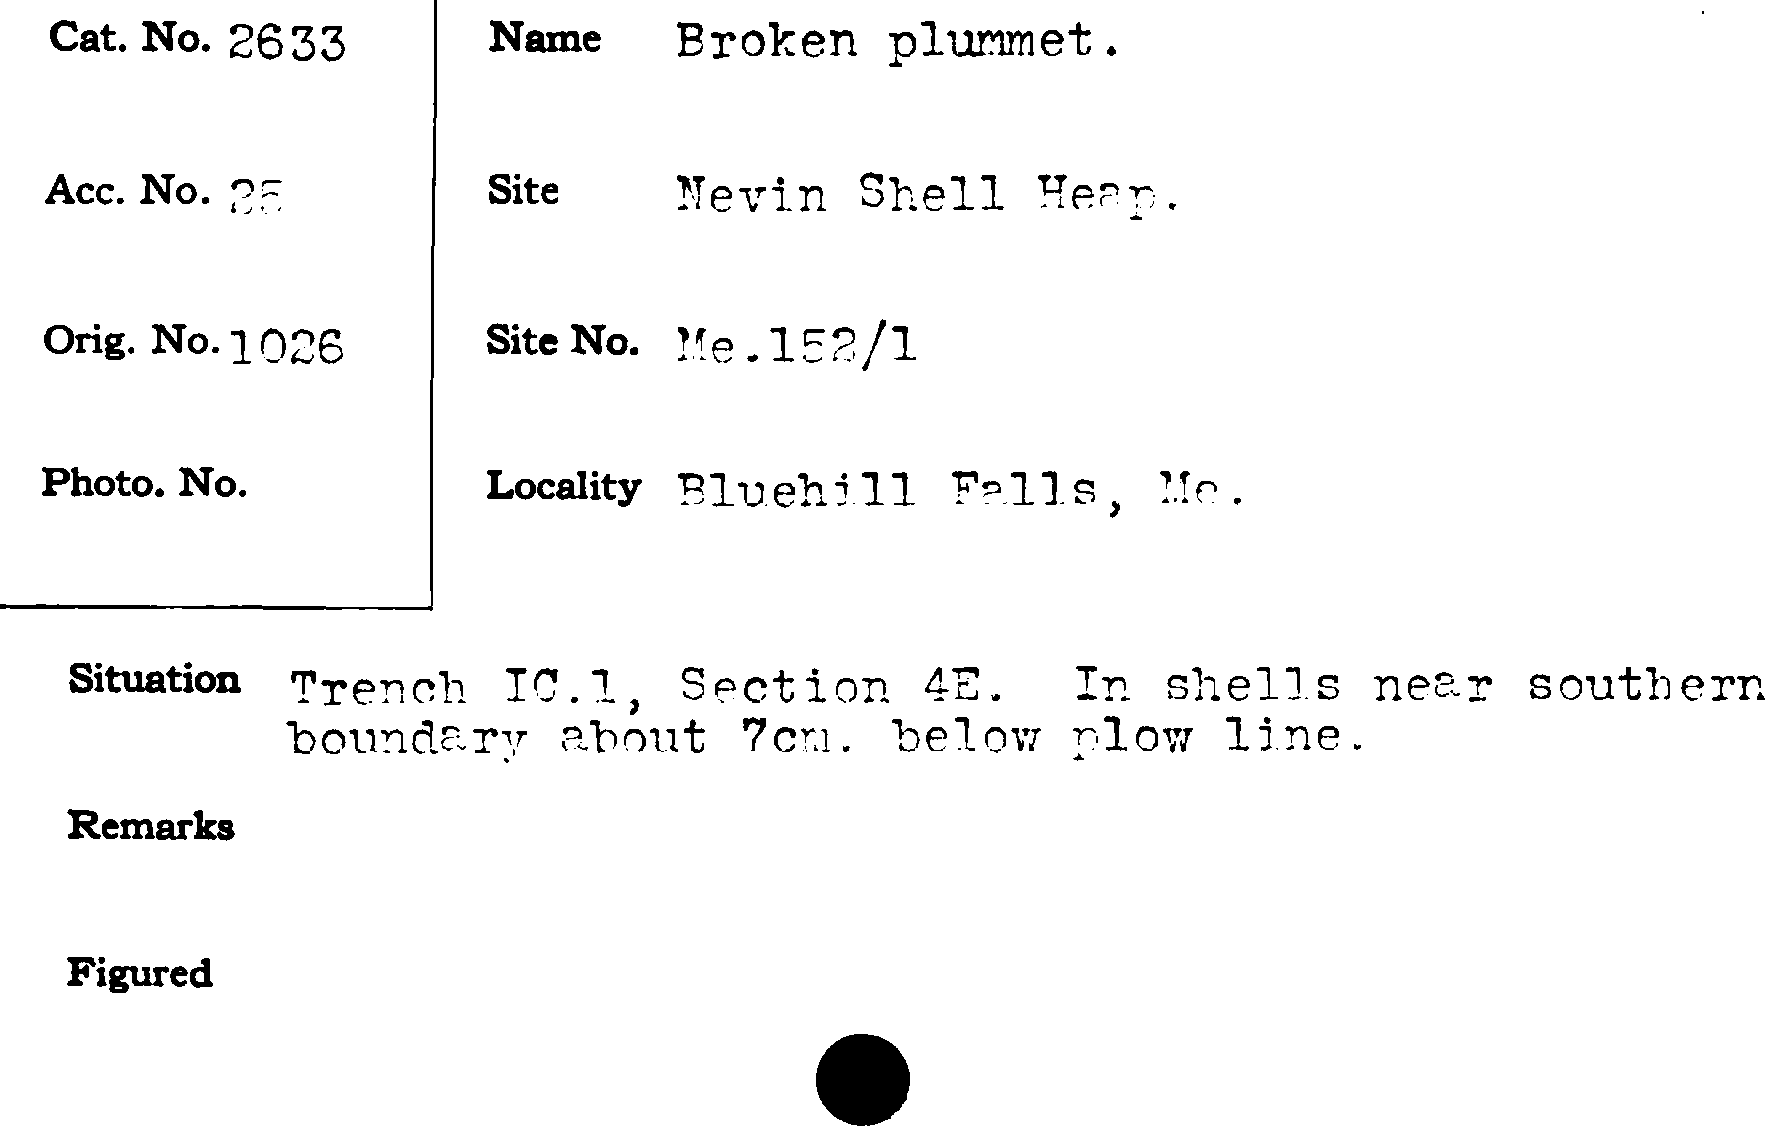 Cat. No. 2633
Name Broken plummet.
Acc. No. 25
Site Nevin Shell Heap.
Orig. No. 1026
Site No. Me.152/1
Photo. No.
Locality Bluehill Falls, Me.
Situation Trench IC.1, Section 4E. In shells near southern
boundary about 7cm. below plow line.
Remarks
Figured